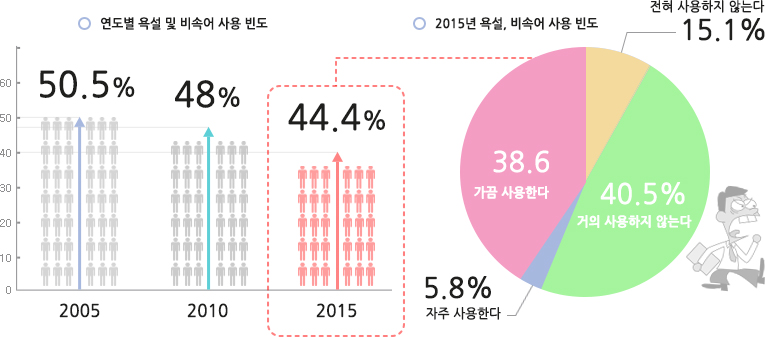 연도별 욕설 및 비속어 사용 빈도
60
50
40
30
20
10
0
50.5%
48%
44.4%
2005
2010
2015
2015년 욕설, 비속어 사용 빈도
전혀 사용하지 않는다
15.1%
38.6
가끔 사용한다
40.5%
거의 사용하지 않는다
5.8%
자주 사용한다